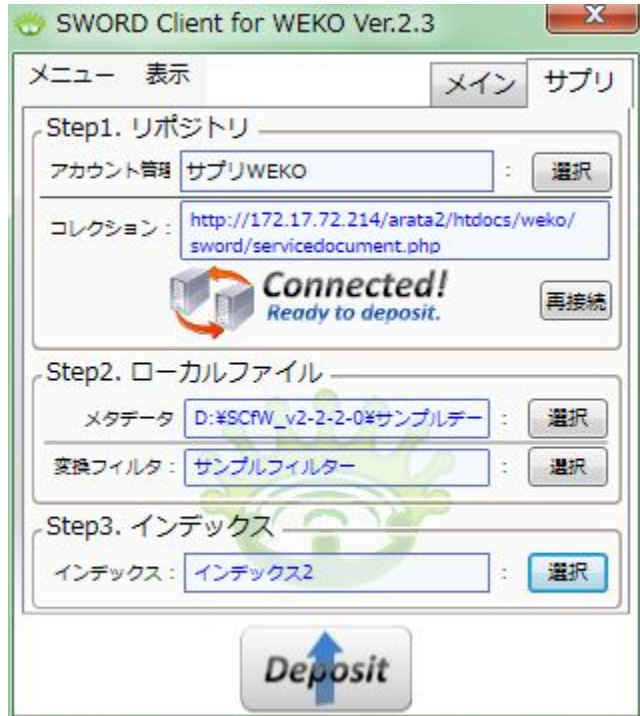 SWORD Client for WEKO Ver.2.3
メニュー 表示 メイン サプリ
Step1. リポジトリ
アカウント管理 サプリWEKO : 選択
コレクション: http://172.17.72.214/arata2/htdocs/weko/
sword/servicedocument.php
Connected!
Ready to deposit.
再接続
Step2. ローカルファイル
メタデータ D:¥SCfW_v2-2-2-0¥サンプルデー : 選択
変換フィルタ: サンプルフィルター : 選択
Step3. インデックス
インデックス: インデックス2 : 選択
Deposit